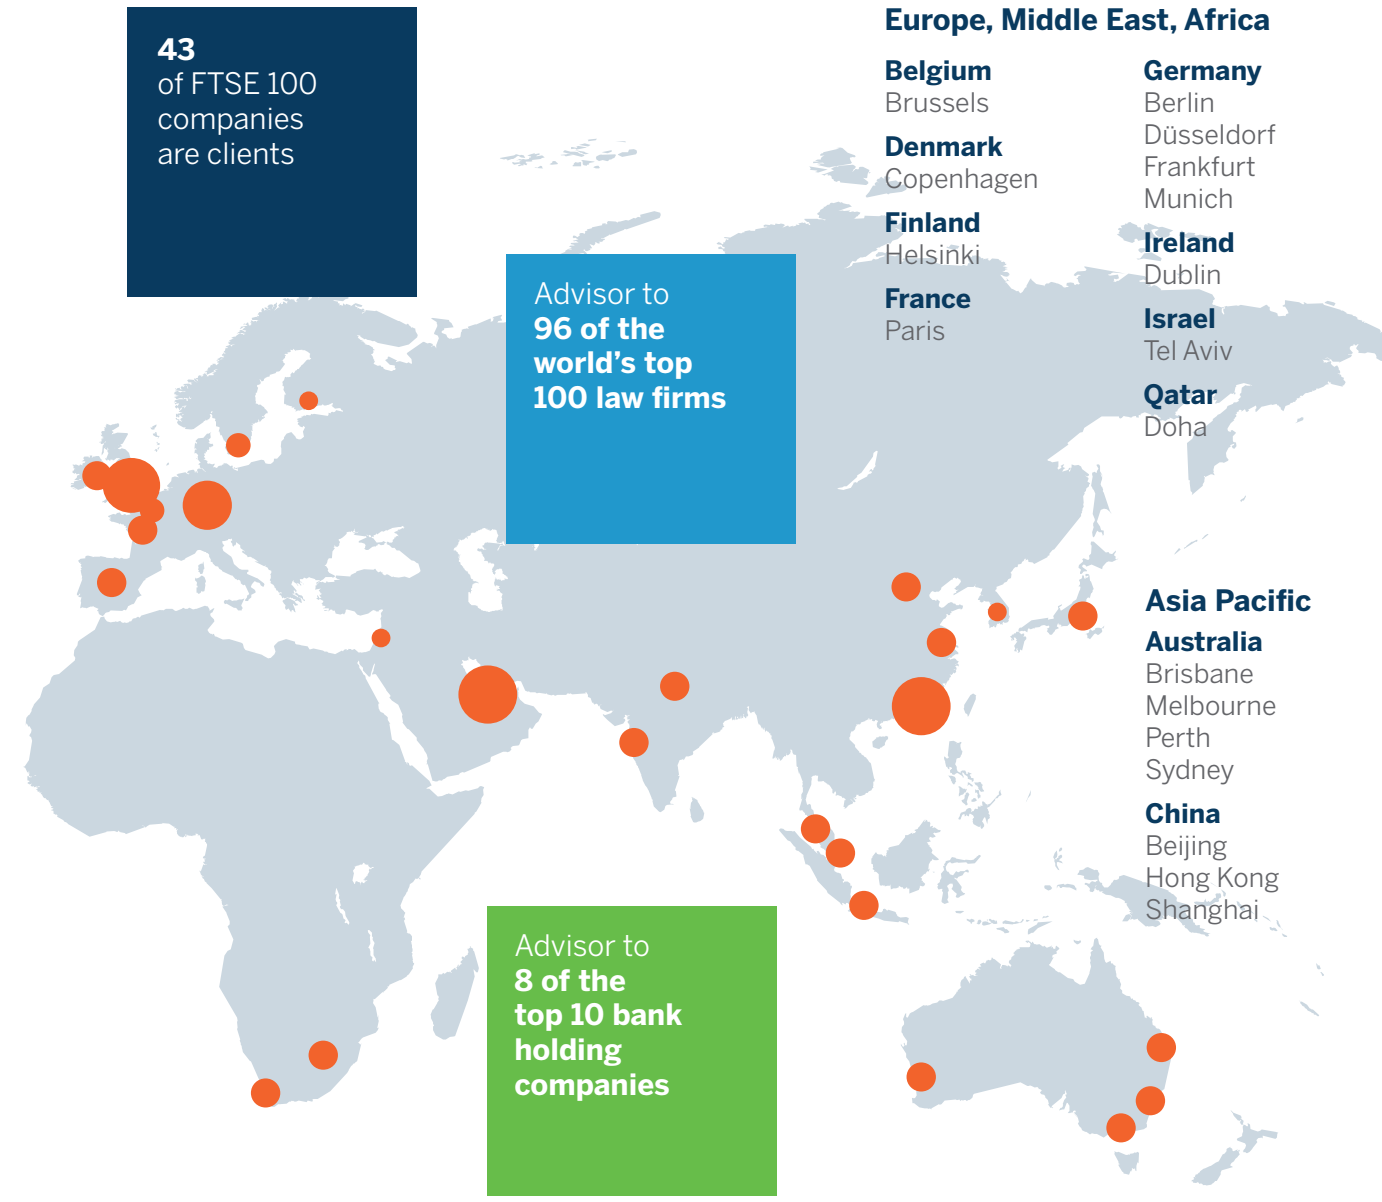 43
of FTSE 100
companies
are clients
Advisor to
96 of the
world’s top
100 law firms
Advisor to
8 of the
top 10 bank
holding
companies
Europe, Middle East, Africa
Belgium
Brussels
Denmark
Copenhagen
Finland
Helsinki
France
Paris
Germany
Berlin
Düsseldorf
Frankfurt
Munich
Ireland
Dublin
Israel
Tel Aviv
Qatar
Doha
Asia Pacific
Australia
Brisbane
Melbourne
Perth
Sydney
China
Beijing
Hong Kong
Shanghai